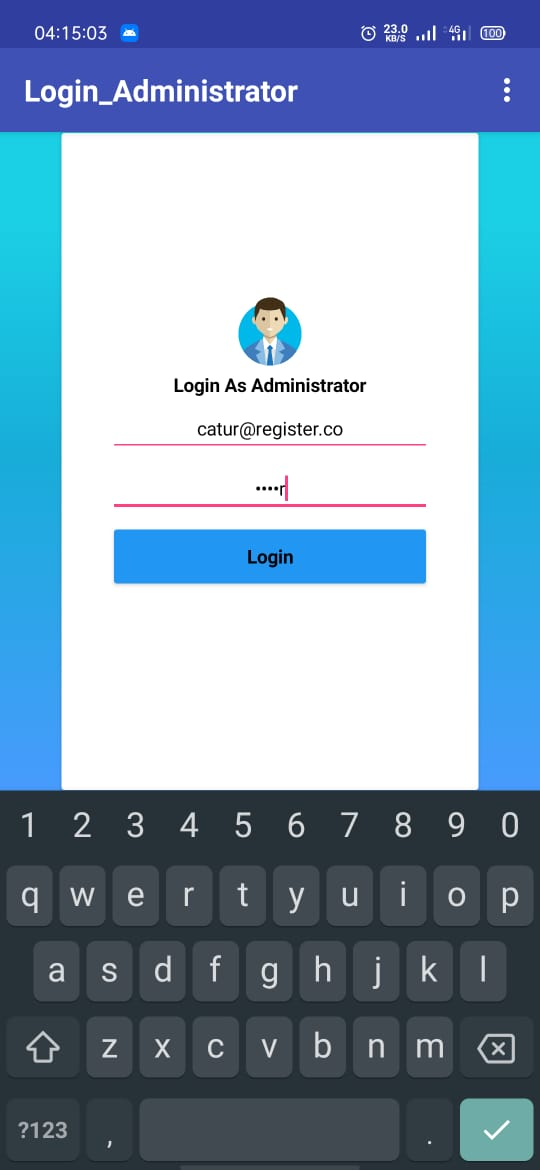 04:15:03 23.0 KB/S 4G 100
Login_Administrator
Login As Administrator
catur@register.co
••••r
Login
1 2 3 4 5 6 7 8 9 0
q w e r t y u i o p
a s d f g h j k l
z x c v b n m
?123 , .